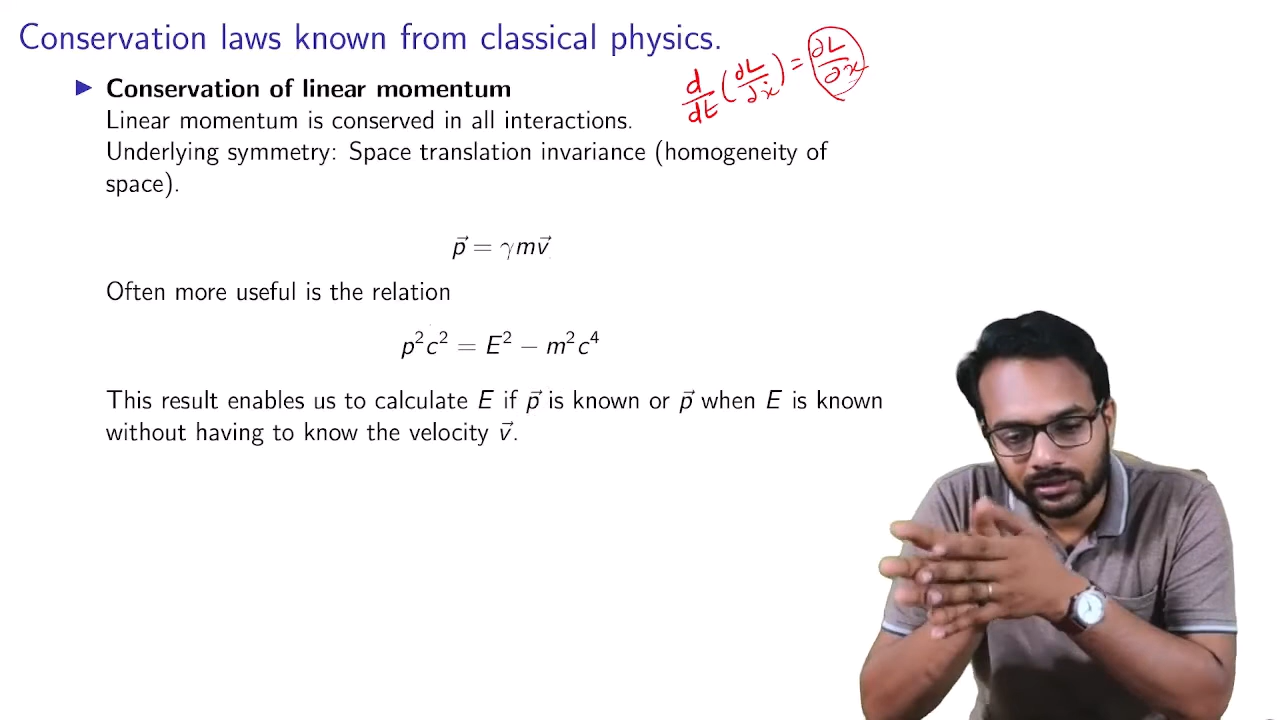 Conservation laws known from classical physics.
d/dt (∂L/∂ẋ) = ∂L/∂x
▶ Conservation of linear momentum
Linear momentum is conserved in all interactions.
Underlying symmetry: Space translation invariance (homogeneity of
space).
p⃗ = γmv⃗
Often more useful is the relation
p²c² = E² − m²c⁴
This result enables us to calculate E if p⃗ is known or p⃗ when E is known
without having to know the velocity v⃗.